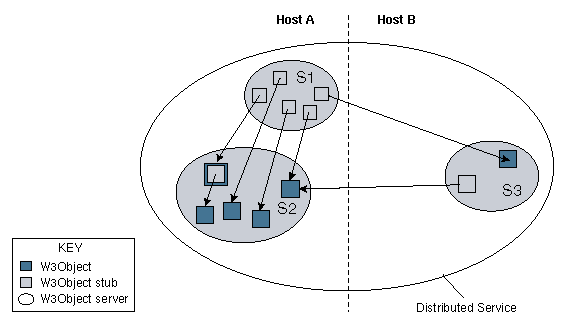 Host A
Host B
S1
S2
S3
KEY
W3Object
W3Object stub
W3Object server
Distributed Service